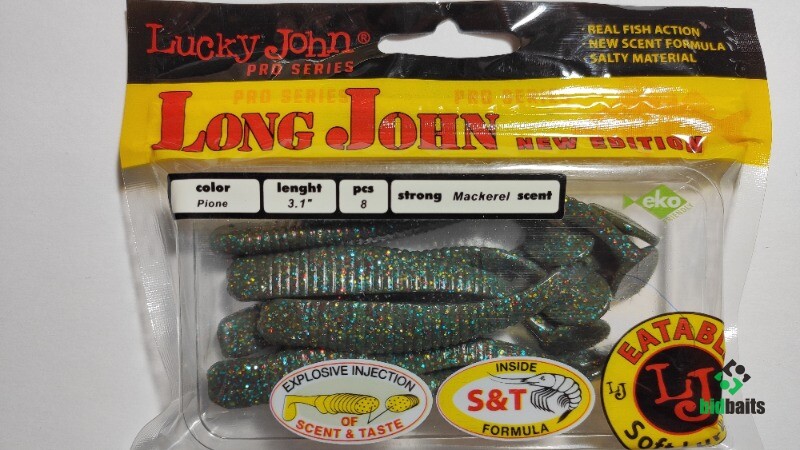 Lucky John®
PRO SERIES
REAL FISH ACTION
NEW SCENT FORMULA
SALTY MATERIAL
PRO SERIES PRO SERIES
LONG JOHN NEW EDITION
color lenght pcs strong Mackerel scent
Pione 3.1" 8
eko
EXPLOSIVE INJECTION
OF
SCENT & TASTE
INSIDE
S&T
FORMULA
EATABLE
LJ LJ
Soft Lur
bidbaits